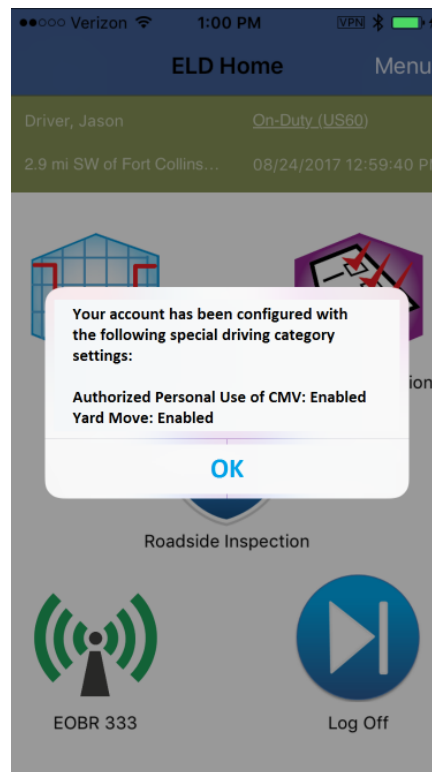 Verizon 1:00 PM VPN
ELD Home Menu
Driver, Jason On-Duty (US60)
2.9 mi SW of Fort Collins... 08/24/2017 12:59:40 P
Your account has been configured with
the following special driving category
settings:
ion
Authorized Personal Use of CMV: Enabled
Yard Move: Enabled
OK
Roadside Inspection
EOBR 333 Log Off